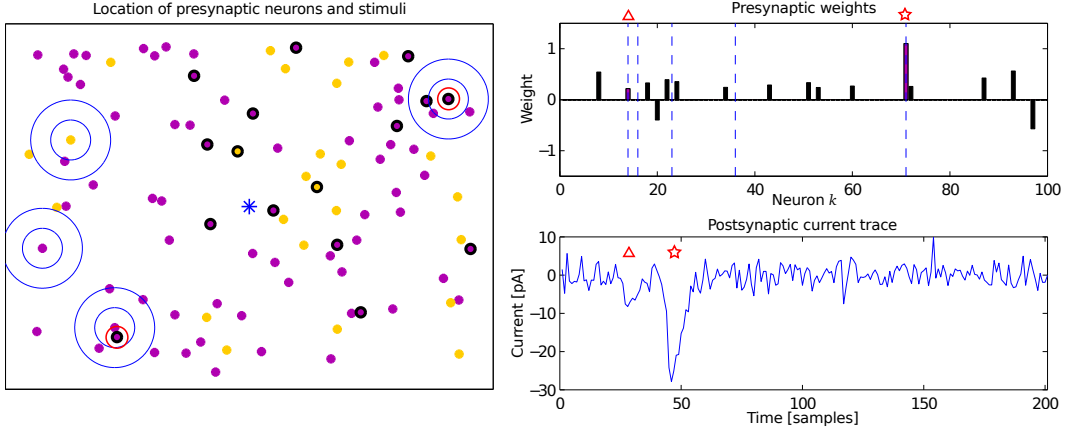 Location of presynaptic neurons and stimuli
Presynaptic weights
Weight
1
0
−1
0 20 40 60 80 100
Neuron k
Postsynaptic current trace
Current [pA]
10
0
−10
−20
−30
0 50 100 150 200
Time [samples]